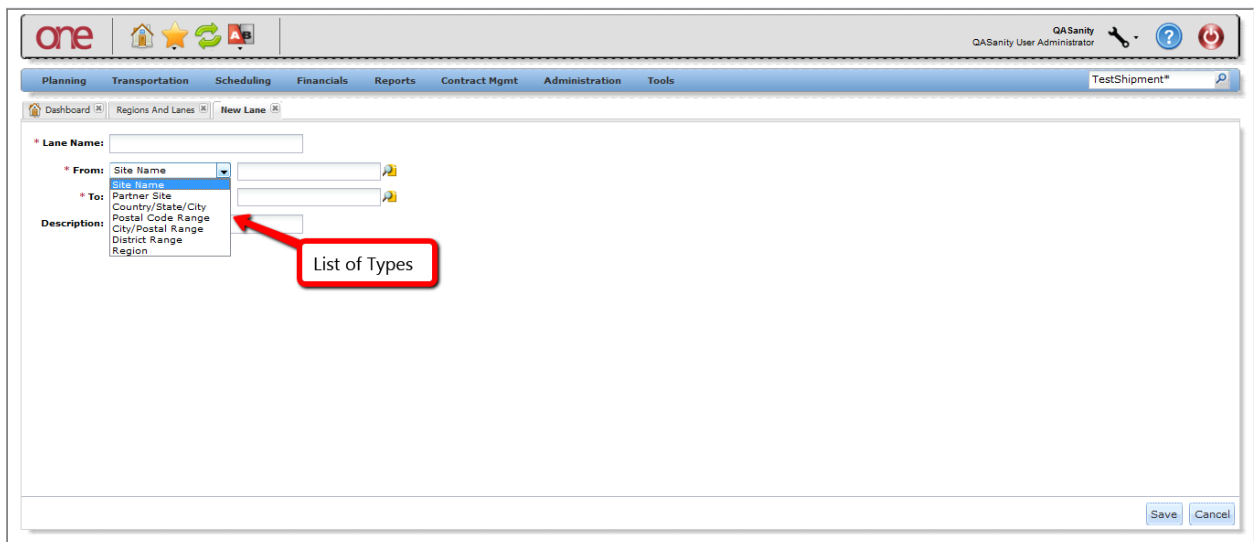 one
QASanity
QASanity User Administrator
Planning Transportation Scheduling Financials Reports Contract Mgmt Administration Tools
TestShipment*
Dashboard Regions And Lanes New Lane
* Lane Name:
* From: Site Name
Site Name
* To: Partner Site
Country/State/City
Postal Code Range
Description: City/Postal Range
District Range
Region
List of Types
Save Cancel